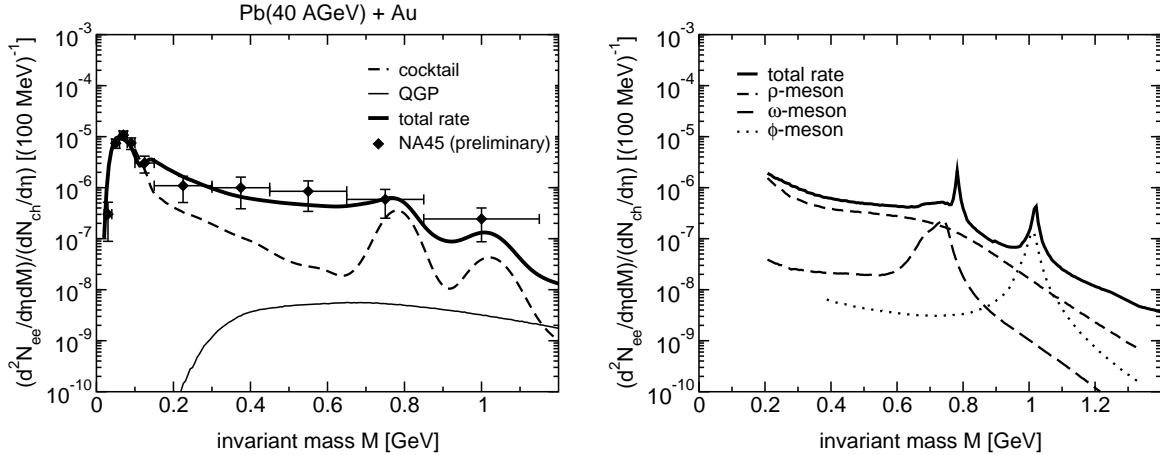 Pb(40 AGeV) + Au
(d²N_ee/dηdM)/(dN_ch/dη) [(100 MeV)⁻¹]
10⁻³
10⁻⁴
10⁻⁵
10⁻⁶
10⁻⁷
10⁻⁸
10⁻⁹
10⁻¹⁰
cocktail
QGP
total rate
NA45 (preliminary)
0 0.2 0.4 0.6 0.8 1
invariant mass M [GeV]
(d²N_ee/dηdM)/(dN_ch/dη) [(100 MeV)⁻¹]
10⁻³
10⁻⁴
10⁻⁵
10⁻⁶
10⁻⁷
10⁻⁸
10⁻⁹
10⁻¹⁰
total rate
ρ-meson
ω-meson
φ-meson
0 0.2 0.4 0.6 0.8 1 1.2
invariant mass M [GeV]